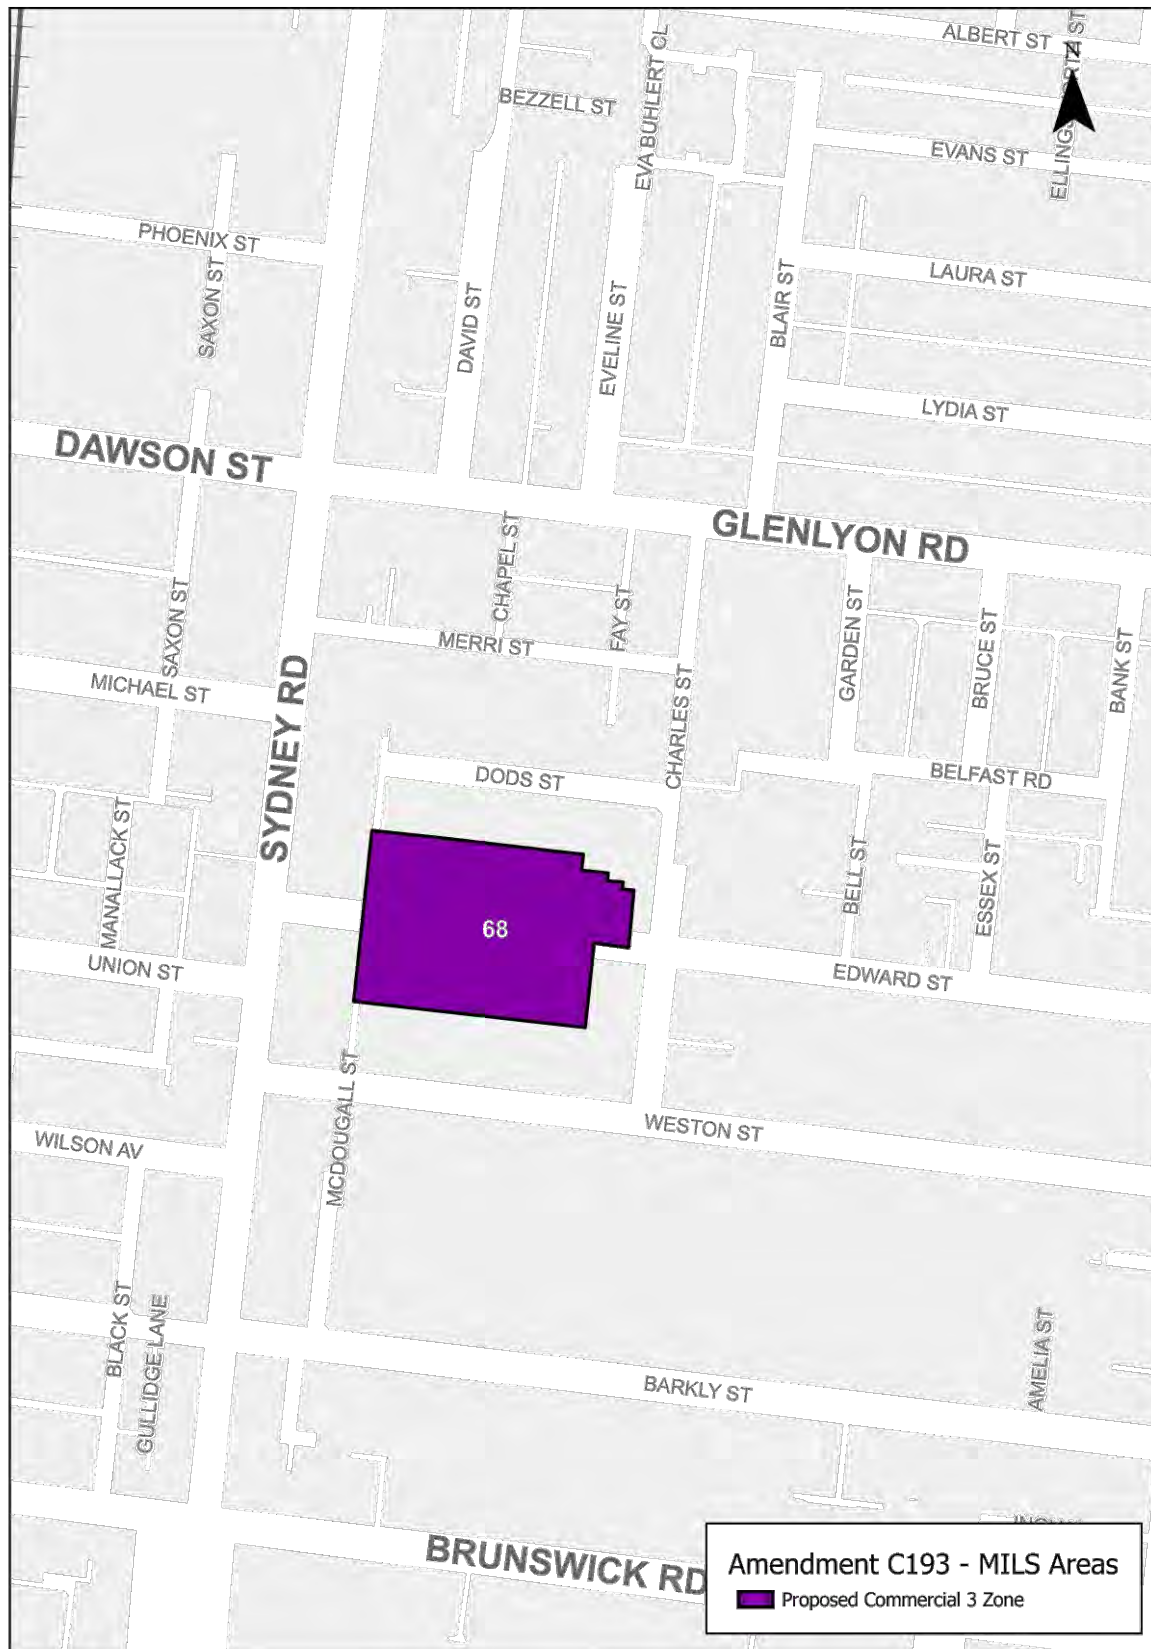 ALBERT ST
N
BEZZELL ST
EVA BUHLERT CL
EVANS ST
PHOENIX ST
SAXON ST
LAURA ST
DAVID ST
EVELINE ST
BLAIR ST
LYDIA ST
DAWSON ST
GLENLYON RD
CHAPEL ST
FAY ST
SAXON ST
MERRI ST
GARDEN ST
BRUCE ST
BANK ST
MICHAEL ST
SYDNEY RD
CHARLES ST
DODS ST
BELFAST RD
MANALLACK ST
BELL ST
ESSEX ST
68
UNION ST
EDWARD ST
MCDOUGALL ST
WESTON ST
WILSON AV
BLACK ST
GULLIDGE LANE
AMELIA ST
BARKLY ST
BRUNSWICK RD
Amendment C193 - MILS Areas
Proposed Commercial 3 Zone